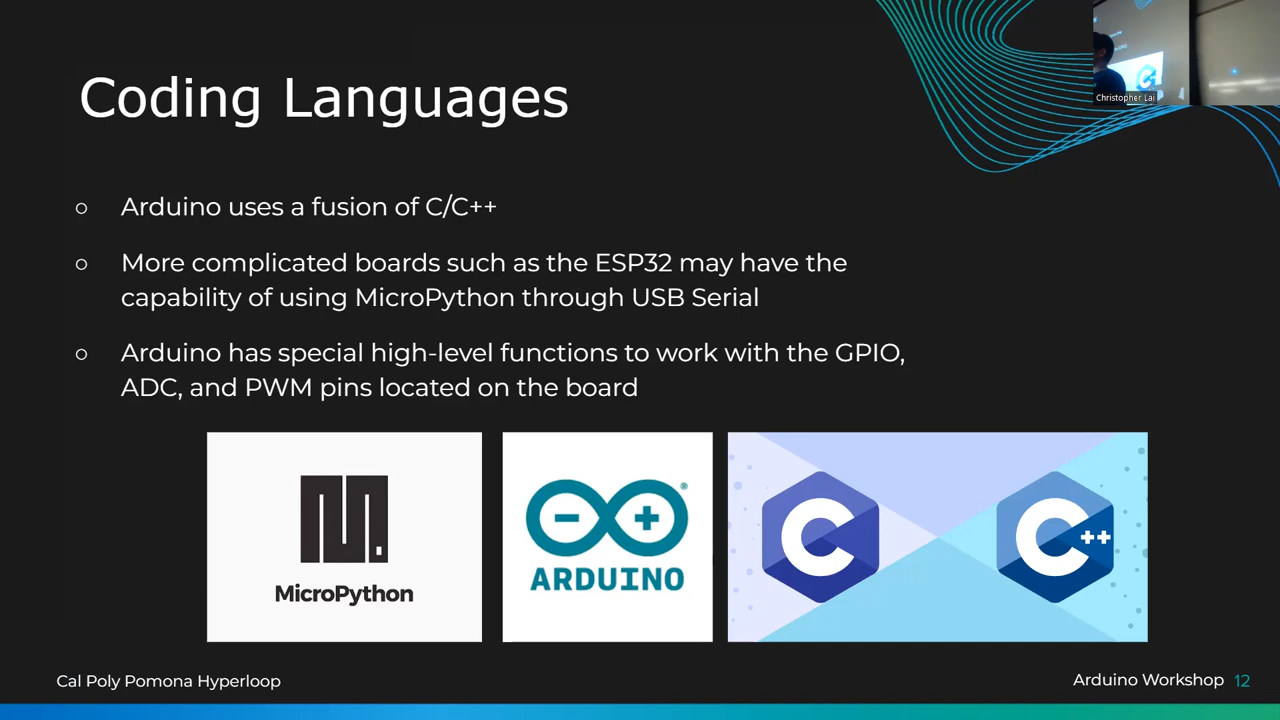 Coding Languages
Christopher Lai
○ Arduino uses a fusion of C/C++
○ More complicated boards such as the ESP32 may have the
capability of using MicroPython through USB Serial
○ Arduino has special high-level functions to work with the GPIO,
ADC, and PWM pins located on the board
MicroPython
ARDUINO
®
C
C++
Cal Poly Pomona Hyperloop
Arduino Workshop 12